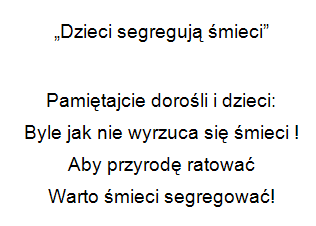 „Dzieci segregują śmieci”
Pamiętajcie dorośli i dzieci:
Byle jak nie wyrzuca się śmieci !
Aby przyrodę ratować
Warto śmieci segregować!